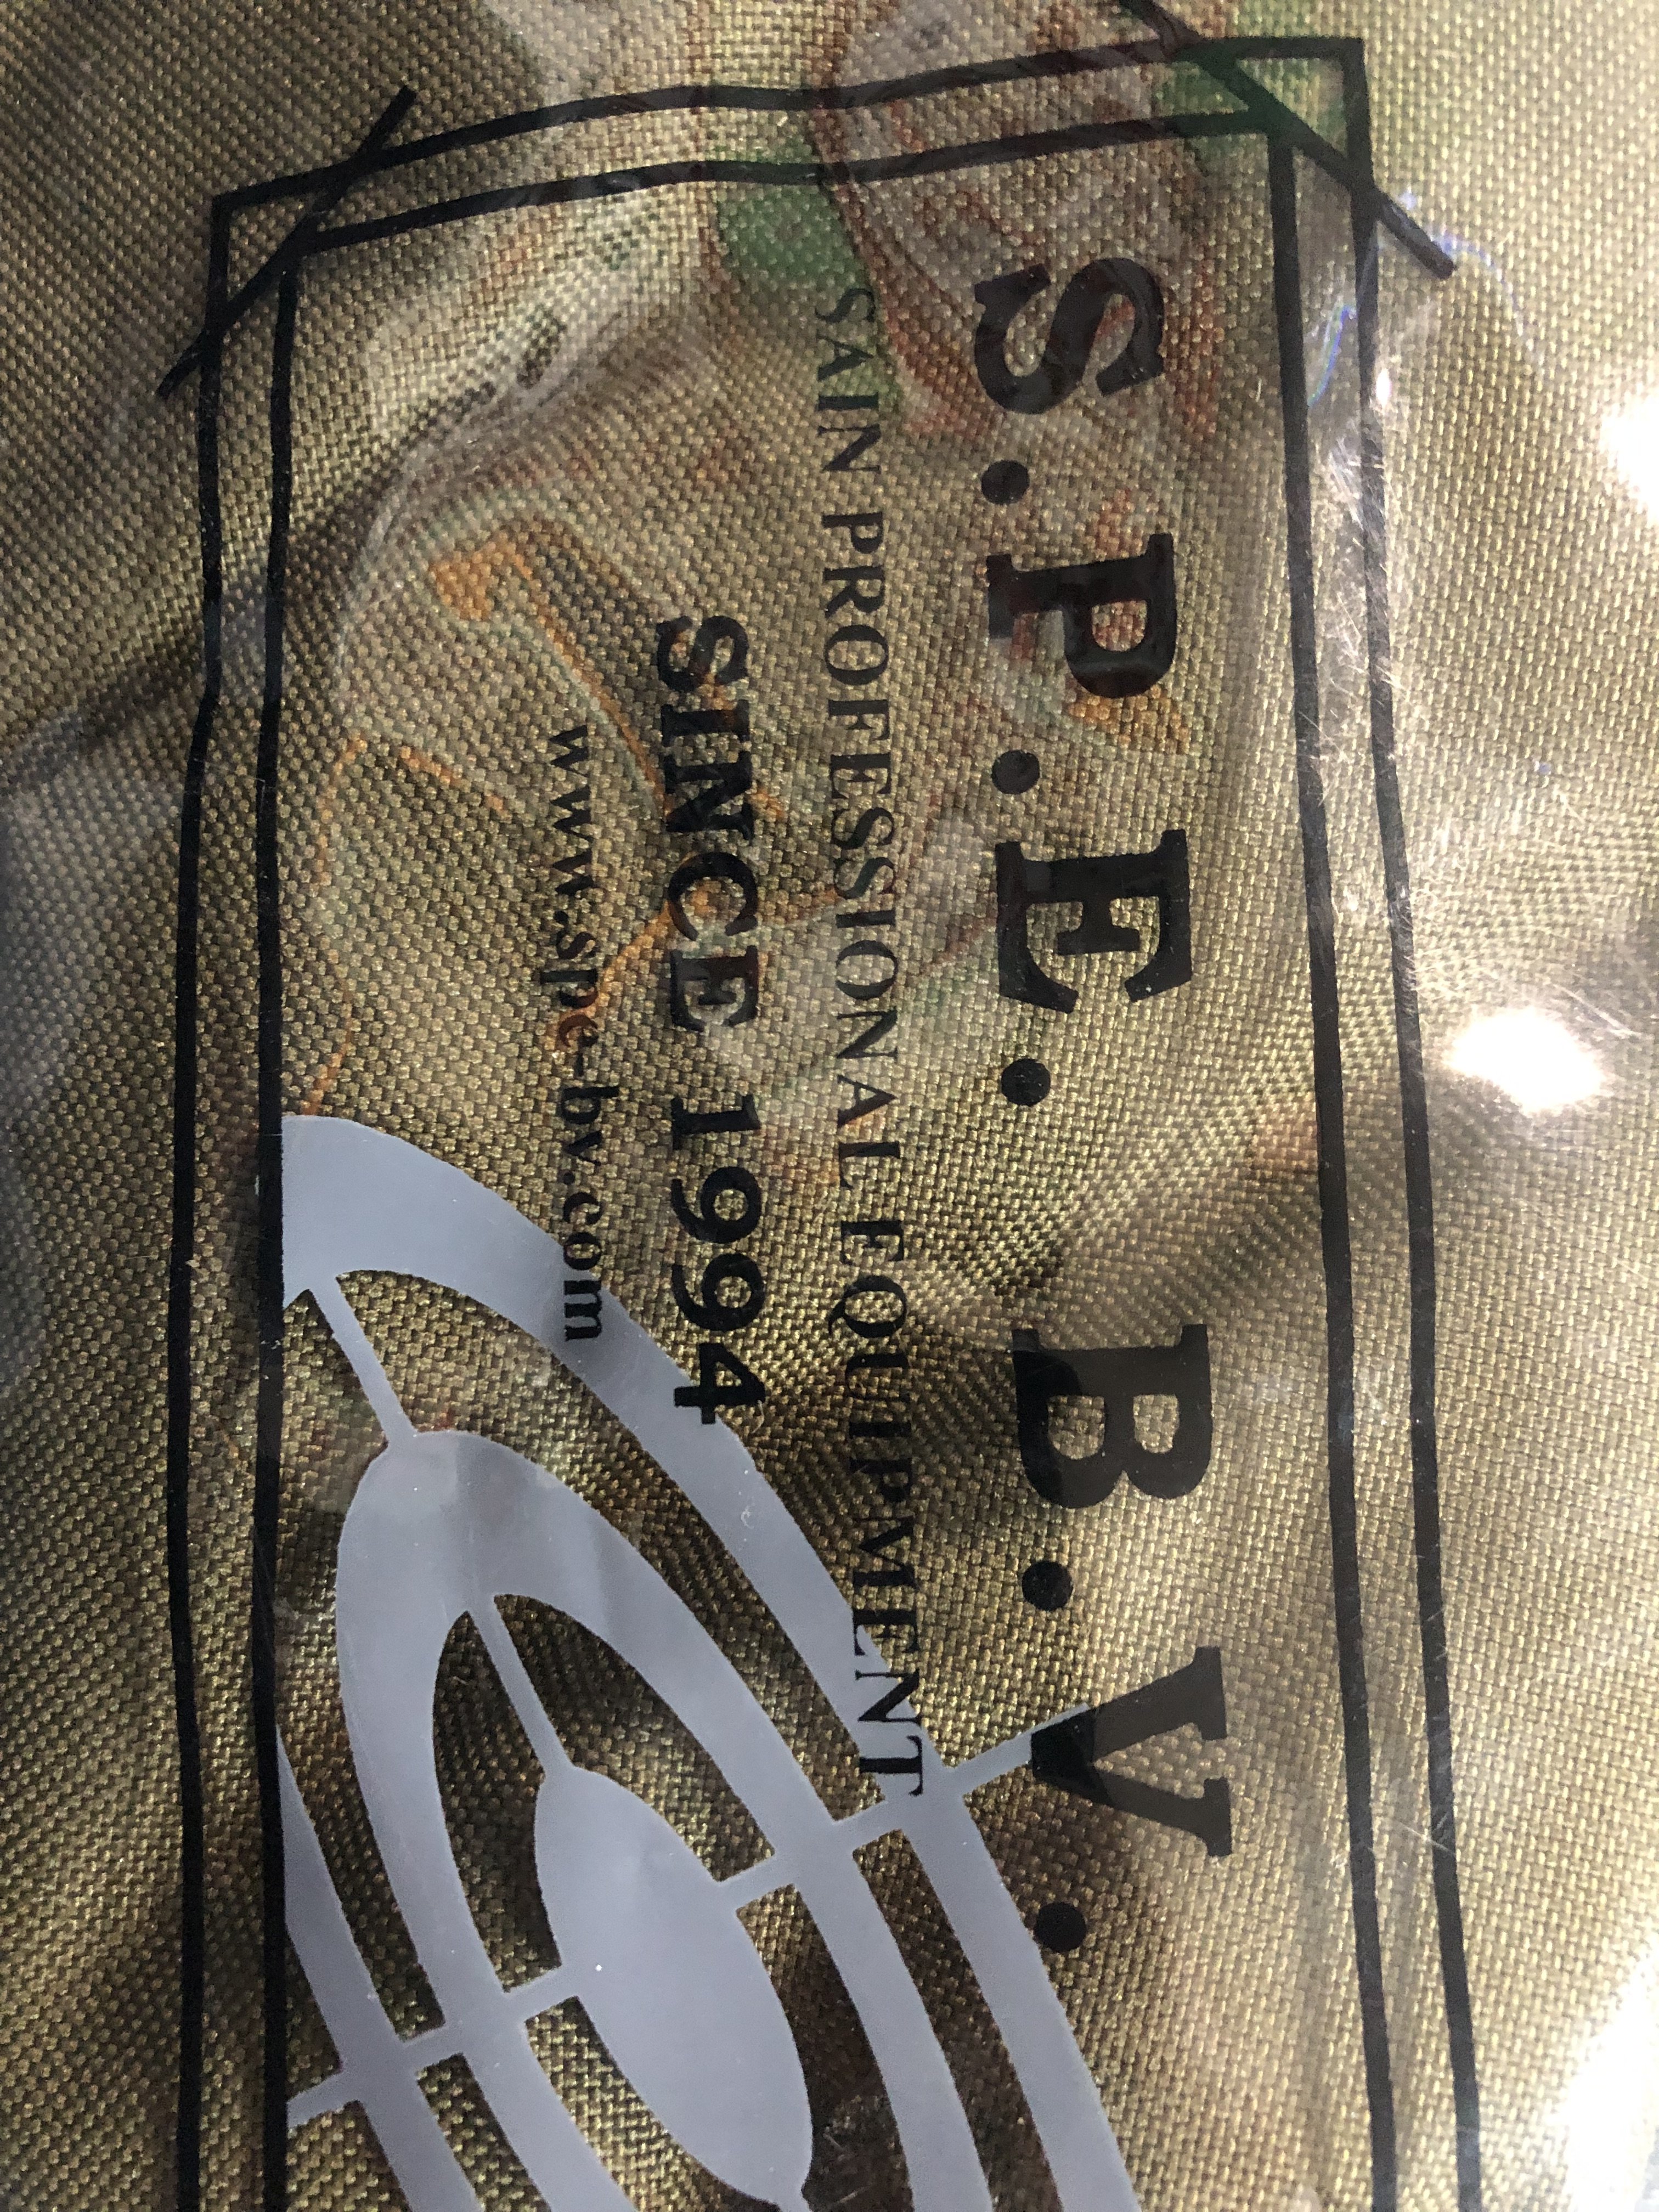 S.P.E. B.V.
SAIN PROFESSIONAL EQUIPMENT
SINCE 1994
www.spe-bv.com